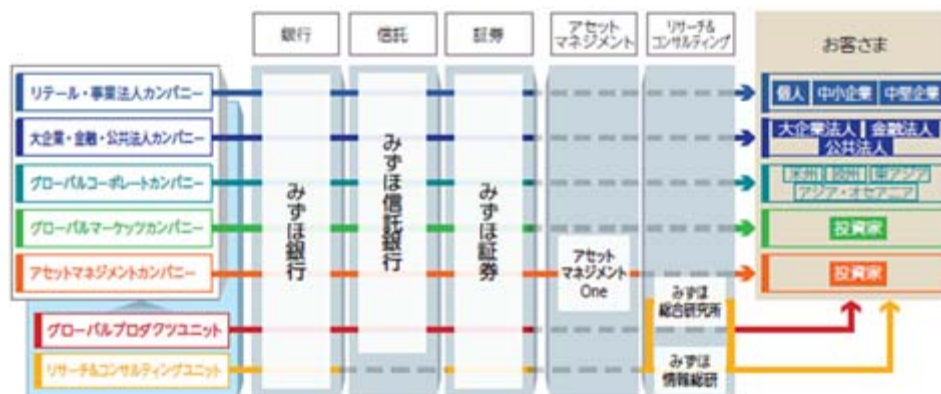 銀行
信託
証券
アセット
マネジメント
リサーチ&
コンサルティング
お客さま
リテール・事業法人カンパニー
大企業・金融・公共法人カンパニー
グローバルコーポレートカンパニー
グローバルマーケッツカンパニー
アセットマネジメントカンパニー
グローバルプロダクツユニット
リサーチ&コンサルティングユニット
みずほ銀行
みずほ信託銀行
みずほ証券
アセット
マネジメント
One
みずほ
総合研究所
みずほ
情報総研
個人 中小企業 中堅企業
大企業法人 金融法人
公共法人
米州 欧州 東アジア
アジア・オセアニア
投資家
投資家